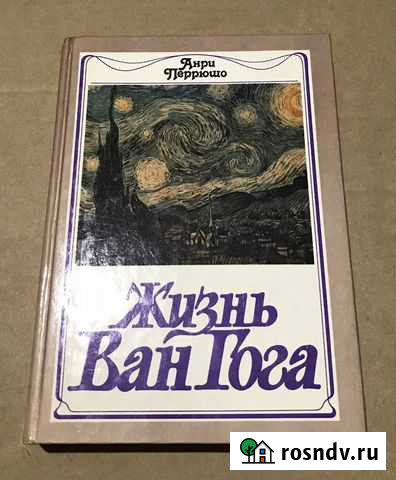 Анри
Перрюшо
Жизнь
Ван Гога
rosndv.ru